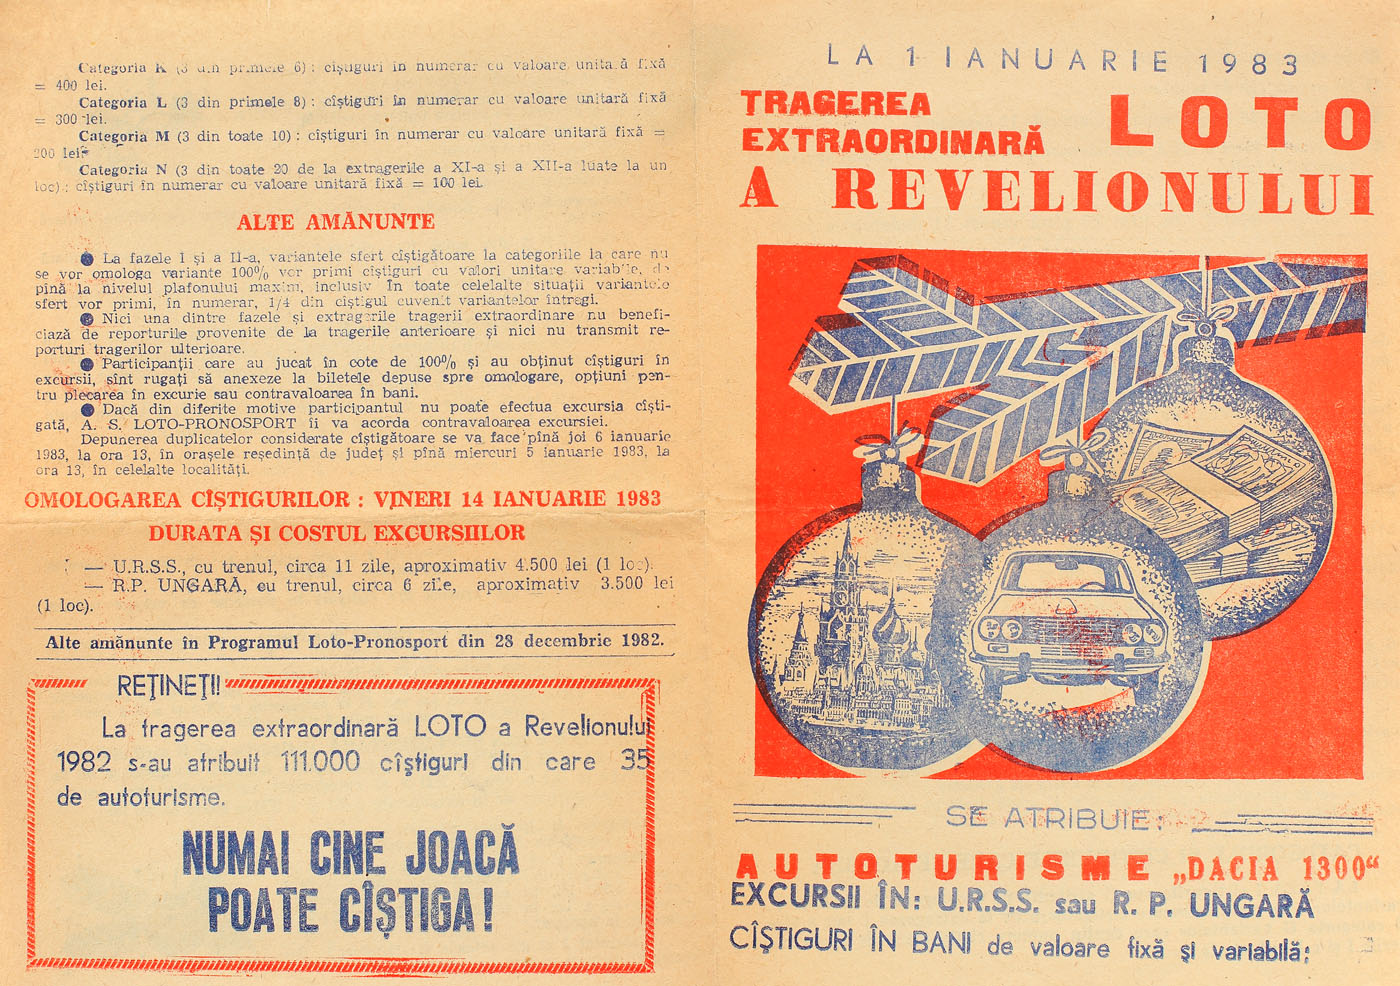 Categoria K (3 din primele 6) : cîştiguri în numerar cu valoare unitară fixă
= 400 lei.
Categoria L (3 din primele 8) : cîştiguri în numerar cu valoare unitară fixă
= 300 lei.
Categoria M (3 din toate 10) : cîştiguri în numerar cu valoare unitară fixă =
200 lei.
Categoria N (3 din toate 20 de la extragerile a XI-a şi a XII-a luate la un
loc) : cîştiguri în numerar cu valoare unitară fixă = 100 lei.
ALTE AMĂNUNTE
● La fazele I şi a II-a, variantele sfert cîştigătoare la categoriile la care nu
se vor omologa variante 100% vor primi cîştiguri cu valori unitare variabile, de
pînă la nivelul plafonului maxim, inclusiv În toate celelalte situaţii variantele
sfert vor primi, în numerar, 1/4 din cîştigul cuvenit variantelor întregi.
● Nici una dintre fazele şi extragerile tragerii extraordinare nu benefi-
ciază de reporturile provenite de la tragerile anterioare şi nici nu transmit re-
porturi tragerilor ulterioare.
● Participanţii care au jucat în cote de 100% şi au obţinut cîştiguri în
excursii, sînt rugaţi să anexeze la biletele depuse spre omologare, opţiuni pen-
tru plecarea în excurie sau contravaloarea în bani.
● Dacă din diferite motive participantul nu poate efectua excursia cîşti-
gată, A. S. LOTO-PRONOSPORT îi va acorda contravaloarea excursiei.
Depunerea duplicatelor considerate cîştigătoare se va face pînă joi 6 ianuarie
1983, la ora 13, în oraşele reşedinţă de judeţ şi pînă miercuri 5 ianuarie 1983, la
ora 13, în celelalte localităţi.
OMOLOGAREA CÎŞTIGURILOR : VINERI 14 IANUARIE 1983
DURATA ŞI COSTUL EXCURSIILOR
— U.R.S.S., cu trenul, circa 11 zile, aproximativ 4.500 lei (1 loc).
— R.P. UNGARĂ, cu trenul, circa 6 zile, aproximativ 3.500 lei
(1 loc).
Alte amănunte în Programul Loto-Pronosport din 28 decembrie 1982.
REŢINEŢI!
La tragerea extraordinară LOTO a Revelionului
1982 s-au atribuit 111.000 cîştiguri din care 35
de autoturisme.
NUMAI CINE JOACĂ
POATE CÎŞTIGA!
LA 1 IANUARIE 1983
TRAGEREA
EXTRAORDINARĂ LOTO
A REVELIONULUI
SE ATRIBUIE:
AUTOTURISME „DACIA 1300“
EXCURSII ÎN: U.R.S.S. sau R. P. UNGARĂ
CÎŞTIGURI ÎN BANI de valoare fixă şi variabilă;